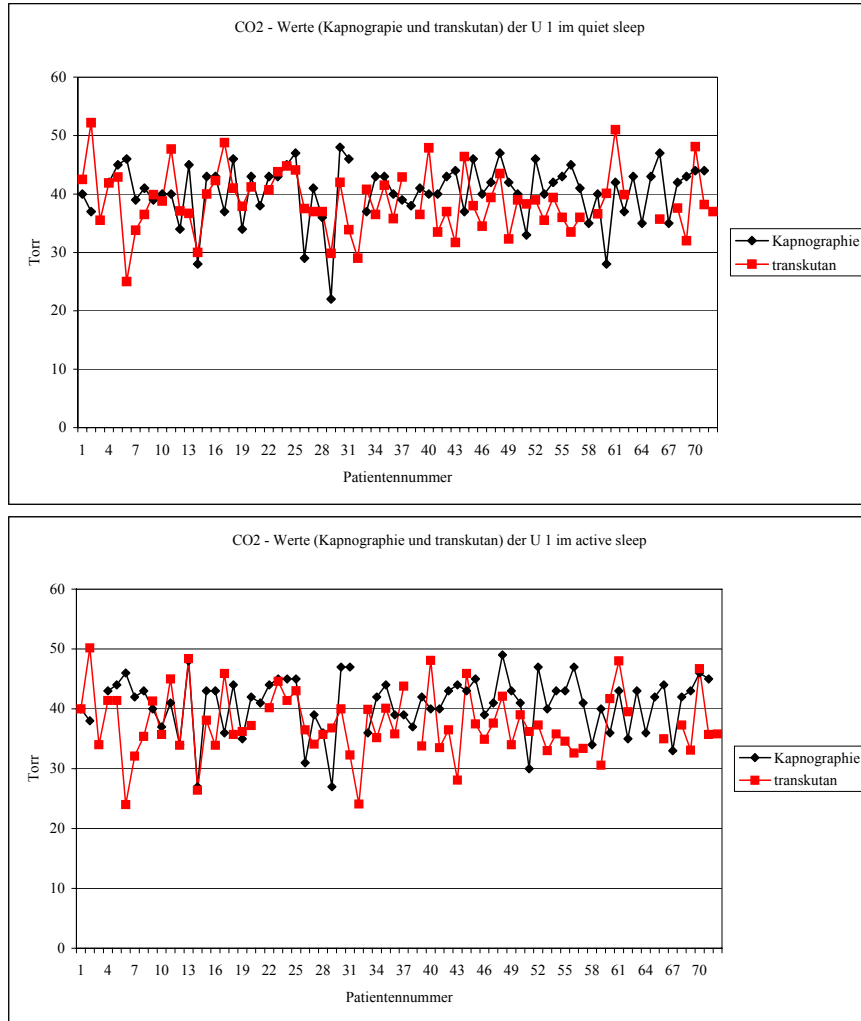 CO2 - Werte (Kapnograpie und transkutan) der U 1 im quiet sleep
60
50
40
30
20
10
0
Torr
1 4 7 10 13 16 19 22 25 28 31 34 37 40 43 46 49 52 55 58 61 64 67 70
Patientennummer
Kapnographie
transkutan
CO2 - Werte (Kapnographie und transkutan) der U 1 im active sleep
60
50
40
30
20
10
0
Torr
1 4 7 10 13 16 19 22 25 28 31 34 37 40 43 46 49 52 55 58 61 64 67 70
Patientennummer
Kapnographie
transkutan